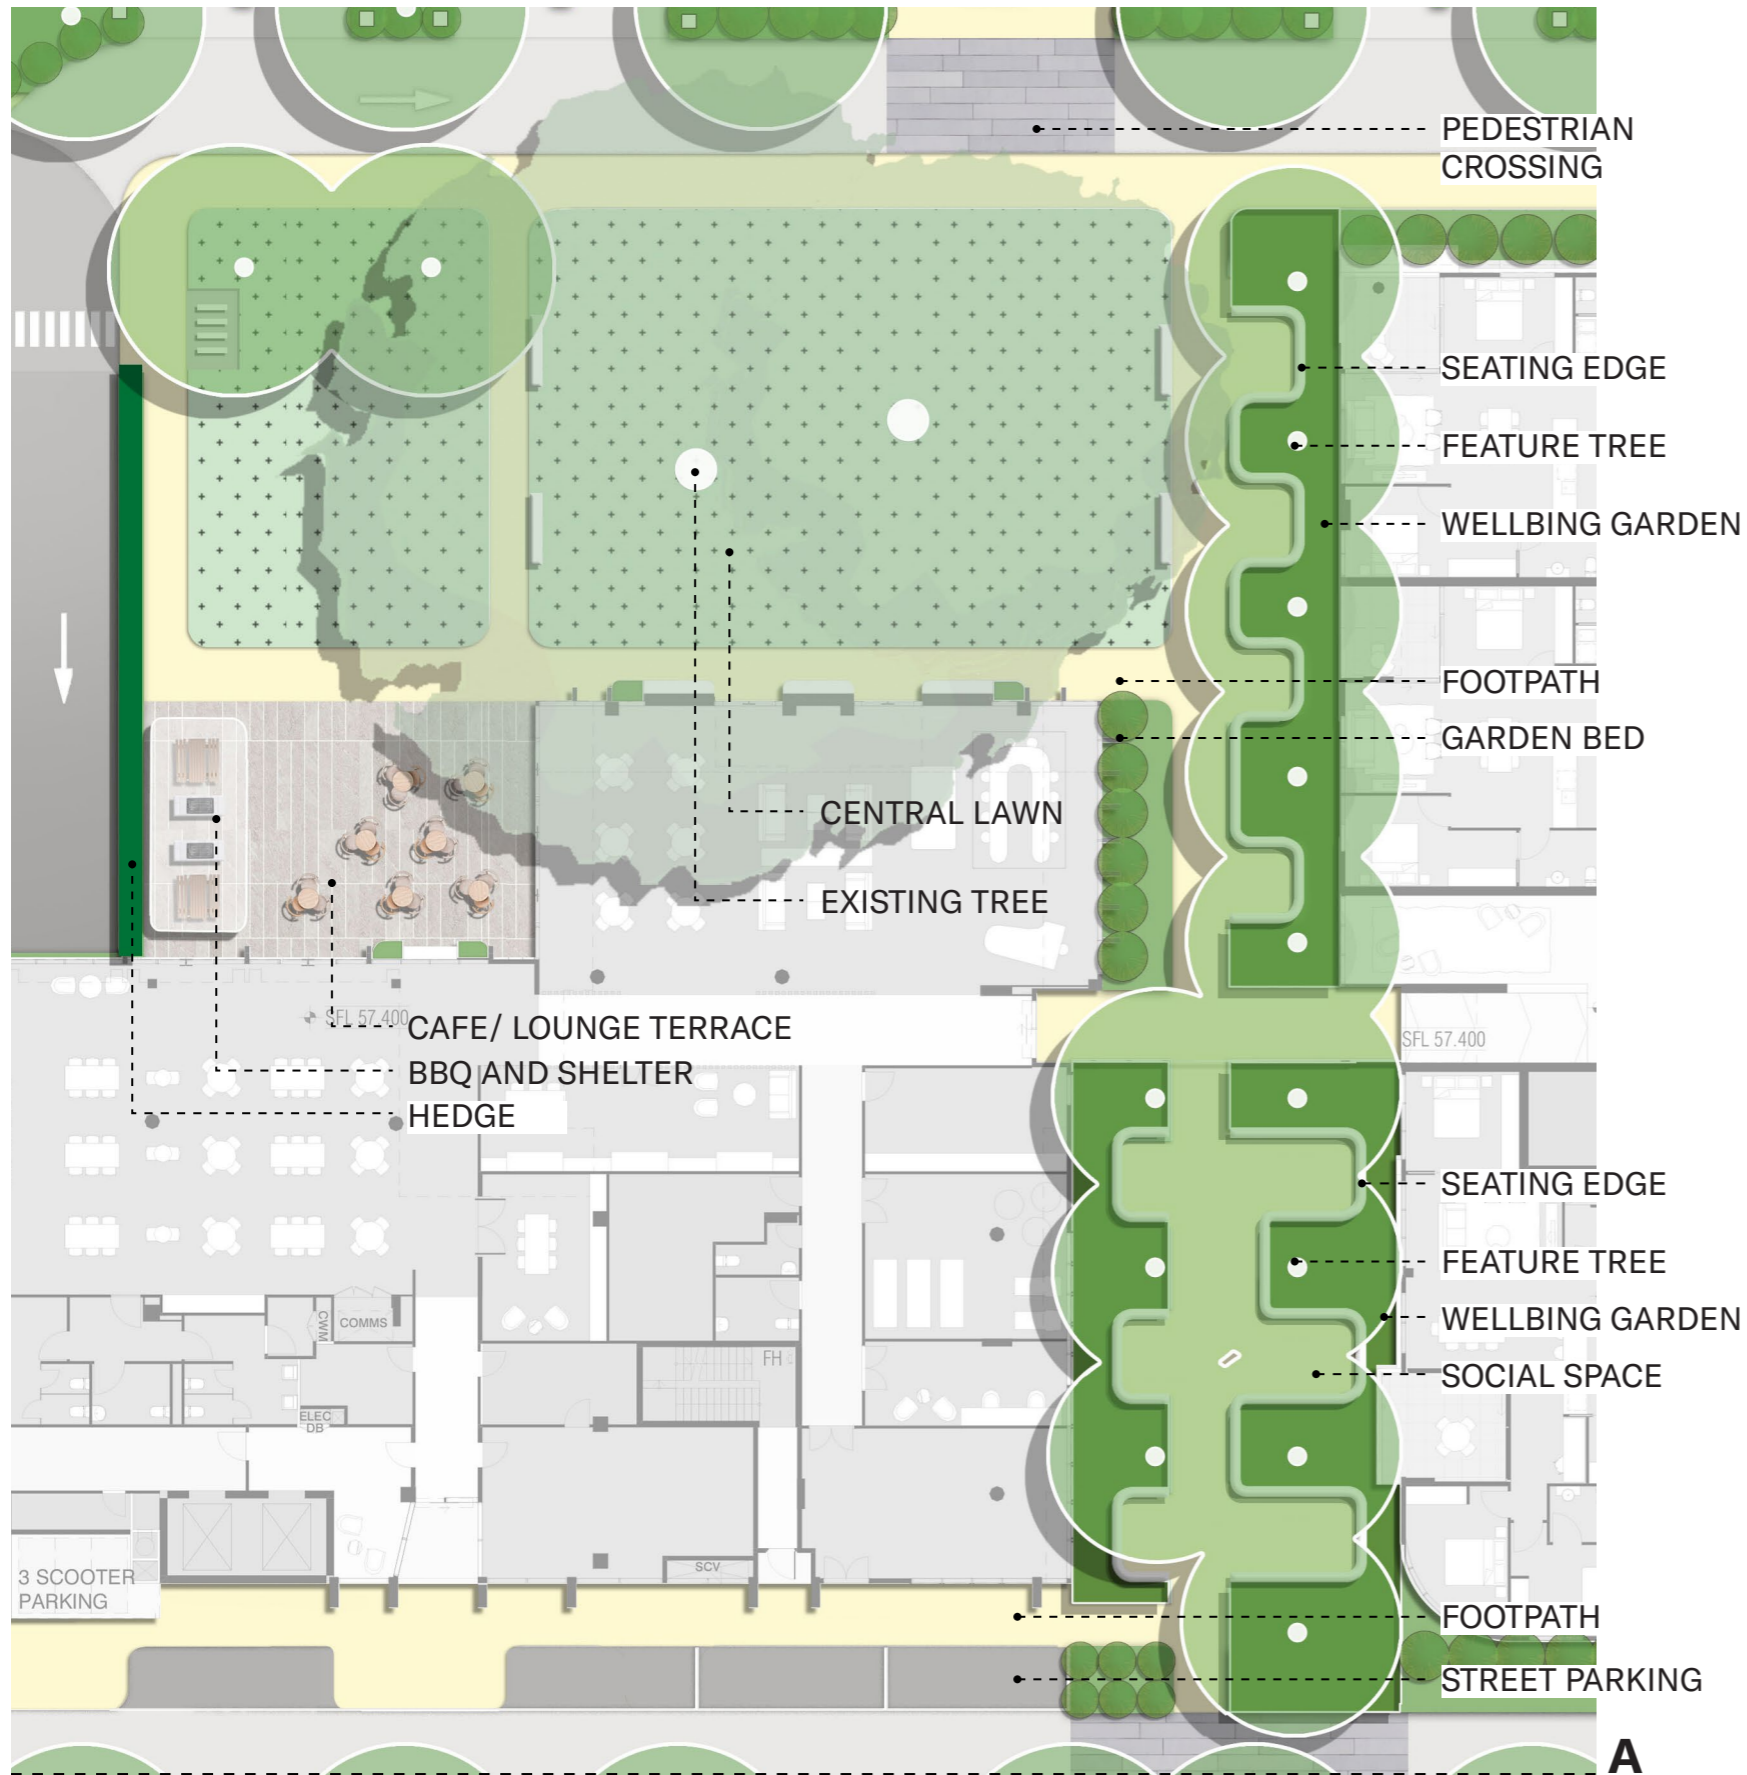 PEDESTRIAN
CROSSING
SEATING EDGE
FEATURE TREE
WELLBING GARDEN
FOOTPATH
GARDEN BED
CENTRAL LAWN
EXISTING TREE
SFL 57.400
CAFE/ LOUNGE TERRACE
BBQ AND SHELTER
HEDGE
SFL 57.400
SEATING EDGE
FEATURE TREE
WELLBING GARDEN
SOCIAL SPACE
CWM
COMMS
FH
ELEC
DB
SCV
3 SCOOTER
PARKING
FOOTPATH
STREET PARKING
A